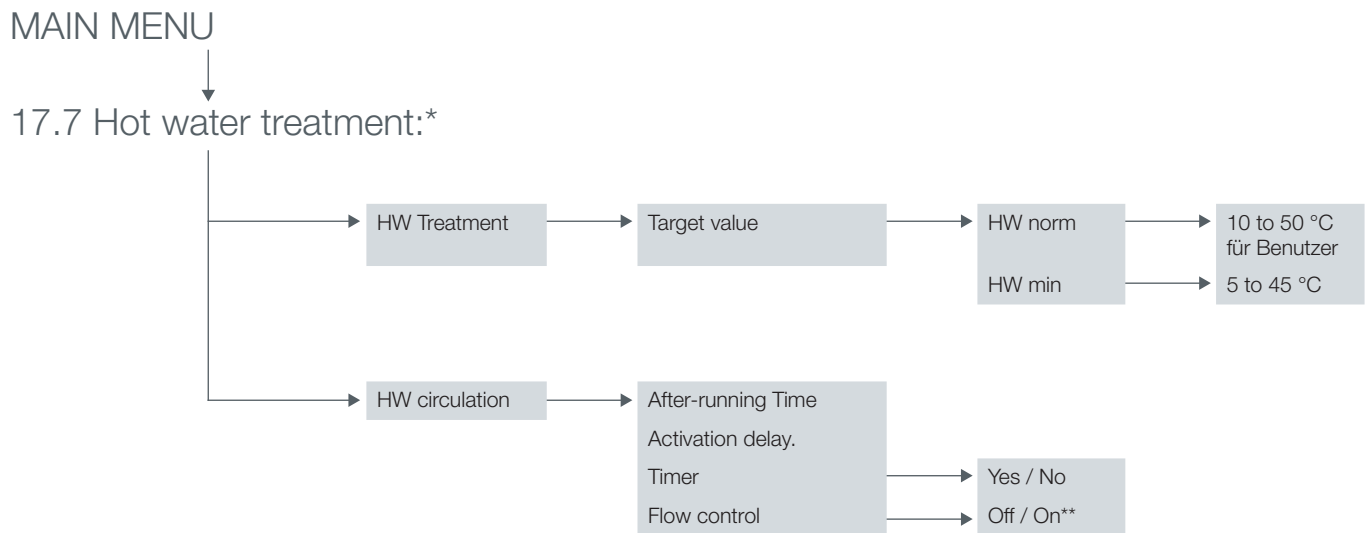 MAIN MENU
17.7 Hot water treatment:*
HW Treatment
Target value
HW norm
10 to 50 °C
für Benutzer
HW min
5 to 45 °C
HW circulation
After-running Time
Activation delay.
Timer
Yes / No
Flow control
Off / On**